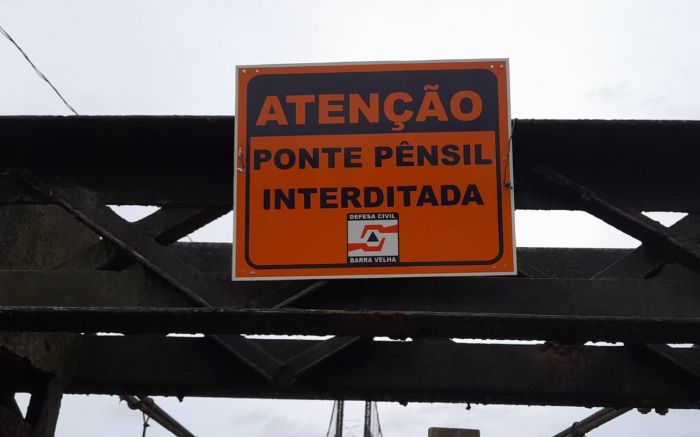 ATENÇÃO
PONTE PÊNSIL
INTERDITADA
DEFESA CIVIL
BARRA VELHA